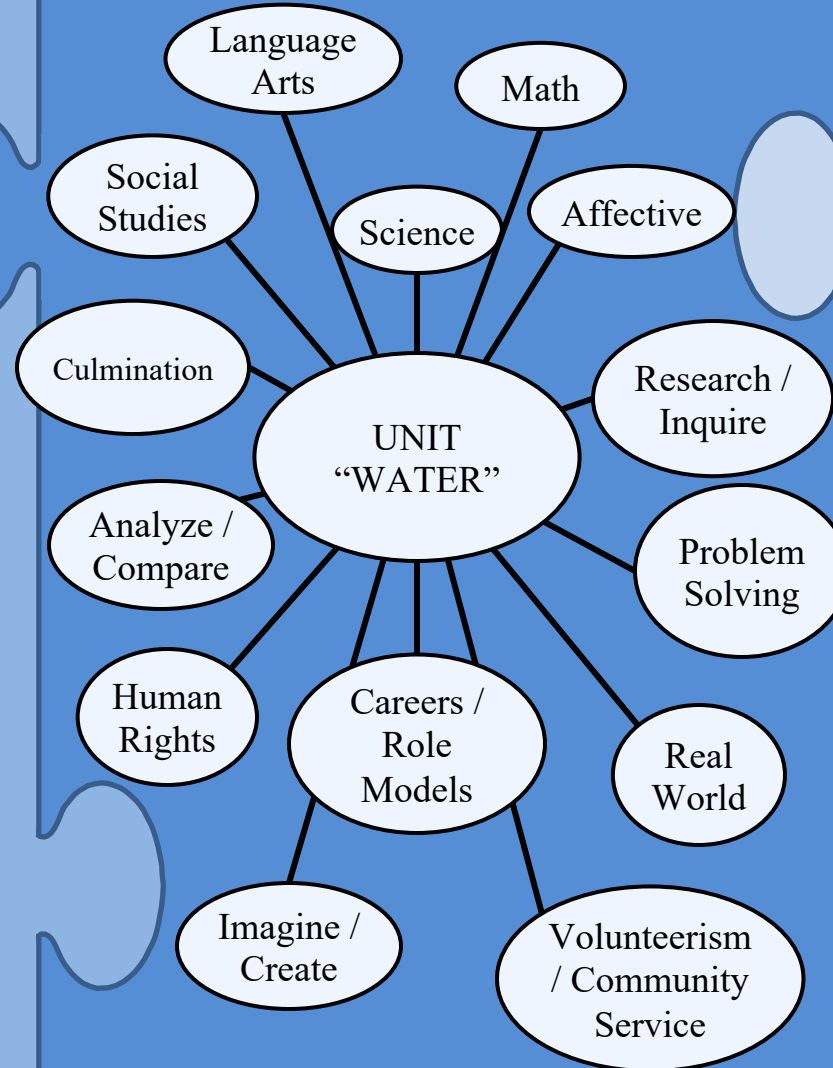 Language
Arts
Math
Social
Studies
Science
Affective
Culmination
Research /
Inquire
UNIT
“WATER”
Analyze /
Compare
Problem
Solving
Human
Rights
Careers /
Role
Models
Real
World
Imagine /
Create
Volunteerism
/ Community
Service